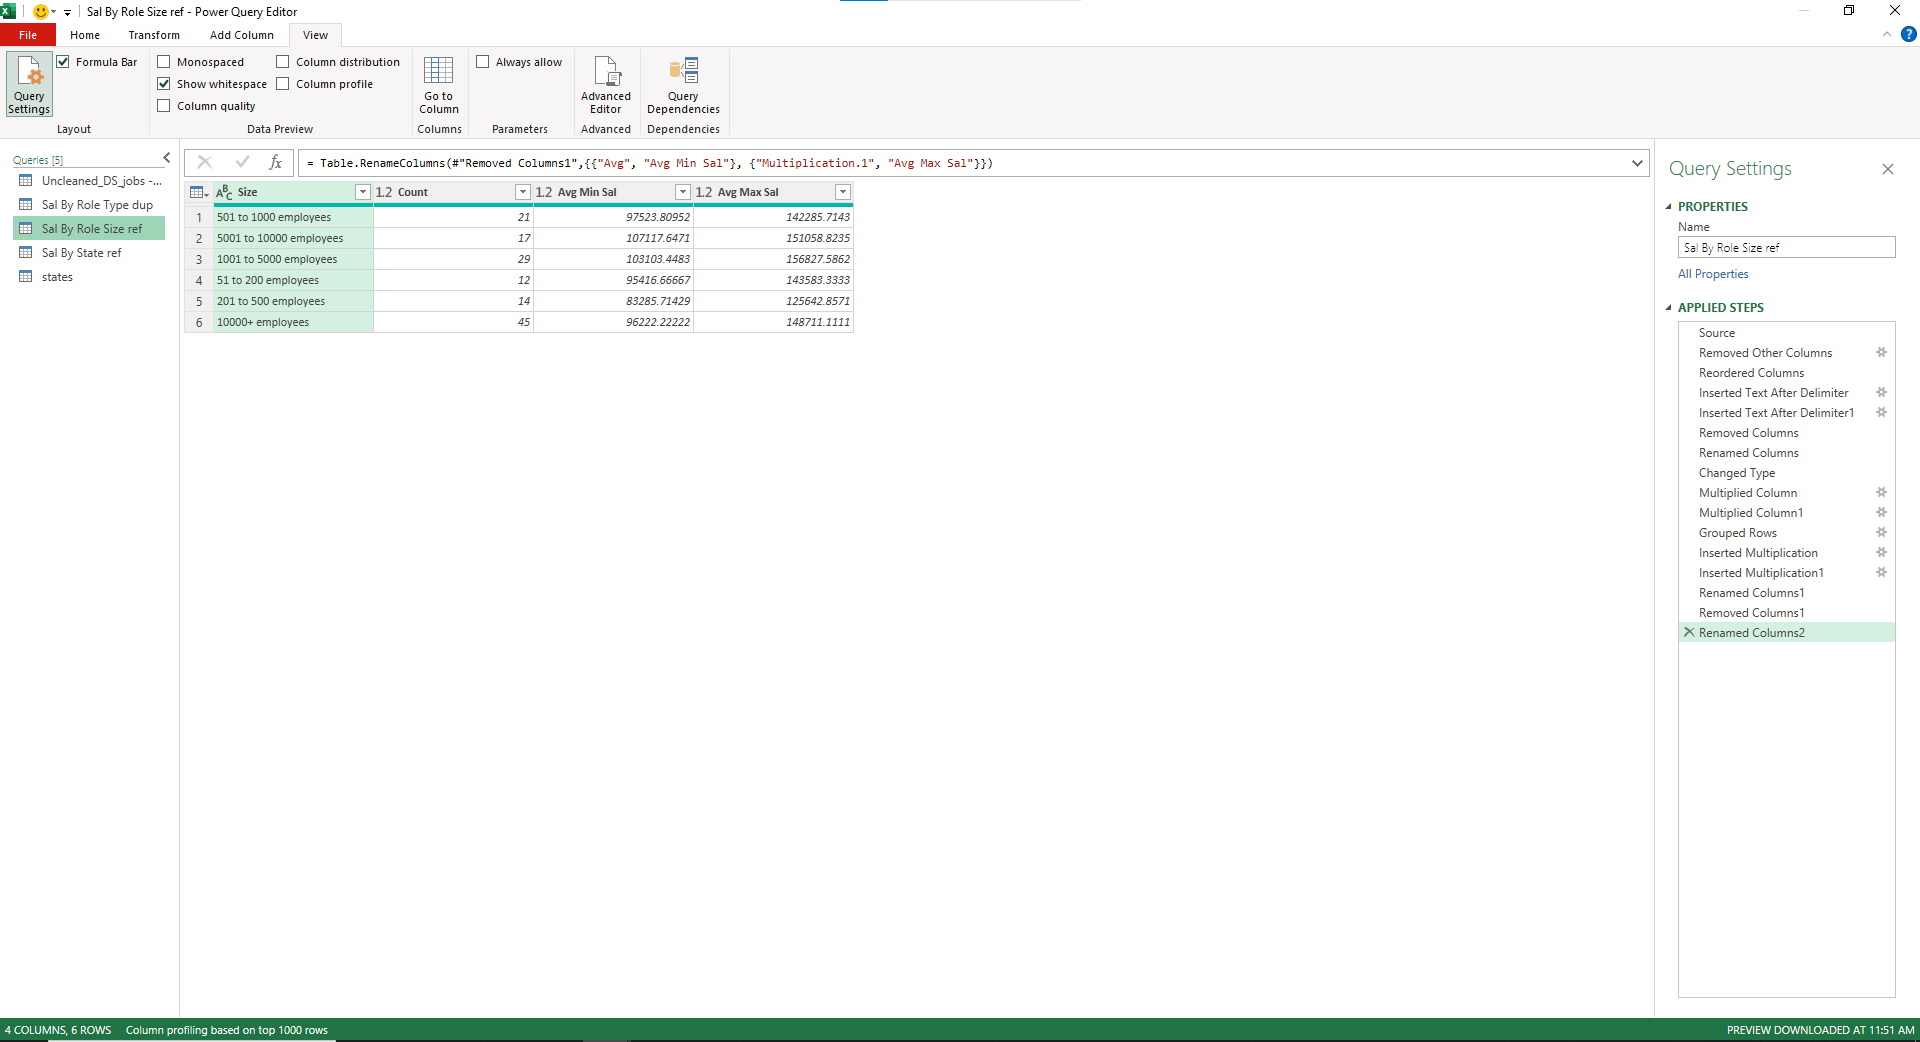 Sal By Role Size ref - Power Query Editor
File Home Transform Add Column View
Query Settings
Formula Bar
Layout
Monospaced
Show whitespace
Column quality
Column distribution
Column profile
Data Preview
Go to Column
Columns
Always allow
Parameters
Advanced Editor
Advanced
Query Dependencies
Dependencies
Queries [5]
Uncleaned_DS_jobs -...
Sal By Role Type dup
Sal By Role Size ref
Sal By State ref
states
fx
= Table.RenameColumns(#"Removed Columns1",{{"Avg", "Avg Min Sal"}, {"Multiplication.1", "Avg Max Sal"}})
ABC Size 1.2 Count 1.2 Avg Min Sal 1.2 Avg Max Sal
1 501 to 1000 employees 21 97523.80952 142285.7143
2 5001 to 10000 employees 17 107117.6471 151058.8235
3 1001 to 5000 employees 29 103103.4483 156827.5862
4 51 to 200 employees 12 95416.66667 143583.3333
5 201 to 500 employees 14 83285.71429 125642.8571
6 10000+ employees 45 96222.22222 148711.1111
Query Settings
PROPERTIES
Name
Sal By Role Size ref
All Properties
APPLIED STEPS
Source
Removed Other Columns
Reordered Columns
Inserted Text After Delimiter
Inserted Text After Delimiter1
Removed Columns
Renamed Columns
Changed Type
Multiplied Column
Multiplied Column1
Grouped Rows
Inserted Multiplication
Inserted Multiplication1
Renamed Columns1
Removed Columns1
Renamed Columns2
4 COLUMNS, 6 ROWS Column profiling based on top 1000 rows
PREVIEW DOWNLOADED AT 11:51 AM